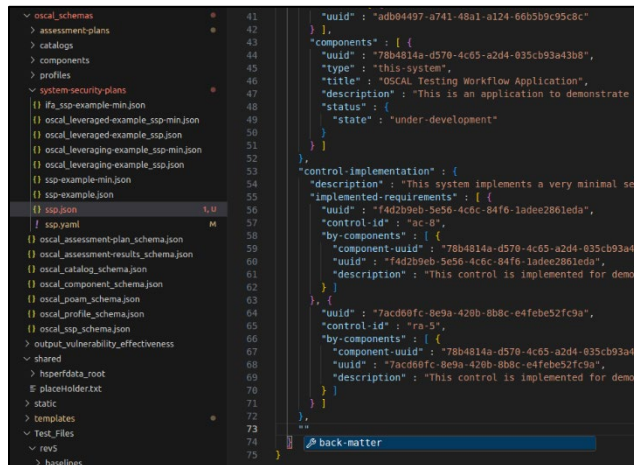 oscal_schemas
assessment-plans
catalogs
components
profiles
system-security-plans
{} ifa_ssp-example-min.json
{} oscal_leveraged-example_ssp-min.json
{} oscal_leveraged-example_ssp.json
{} oscal_leveraging-example_ssp-min.json
{} oscal_leveraging-example_ssp.json
{} ssp-example-min.json
{} ssp-example.json
{} ssp.json 1, U
! ssp.yaml M
{} oscal_assessment-plan_schema.json
{} oscal_assessment-results_schema.json
{} oscal_catalog_schema.json
{} oscal_component_schema.json
{} oscal_poam_schema.json
{} oscal_profile_schema.json
{} oscal_ssp_schema.json
output_vulnerability_effectiveness
shared
hsperfdata_root
placeHolder.txt
static
templates
Test_Files
rev5
baselines
41 "uuid" : "adb04497-a741-48a1-a124-66b5b9c95c8c"
42 } ],
43 "components" : [ {
44 "uuid" : "78b4814a-d570-4c65-a2d4-035cb93a43b8",
45 "type" : "this-system",
46 "title" : "OSCAL Testing Workflow Application",
47 "description" : "This is an application to demonstrate
48 "status" : {
49 "state" : "under-development"
50 }
51 } ]
52 },
53 "control-implementation" : {
54 "description" : "This system implements a very minimal se
55 "implemented-requirements" : [ {
56 "uuid" : "f4d2b9eb-5e56-4c6c-84f6-1adee2861eda",
57 "control-id" : "ac-8",
58 "by-components" : [ {
59 "component-uuid" : "78b4814a-d570-4c65-a2d4-035cb93a4
60 "uuid" : "f4d2b9eb-5e56-4c6c-84f6-1adee2861eda",
61 "description" : "This control is implemented for demo
62 } ]
63 }, {
64 "uuid" : "7acd60fc-8e9a-420b-8b8c-e4febe52fc9a",
65 "control-id" : "ra-5",
66 "by-components" : [ {
67 "component-uuid" : "78b4814a-d570-4c65-a2d4-035cb93a4
68 "uuid" : "7acd60fc-8e9a-420b-8b8c-e4febe52fc9a",
69 "description" : "This control is implemented for demo
70 } ]
71 } ]
72 },
73 ""
74 } back-matter
75 }